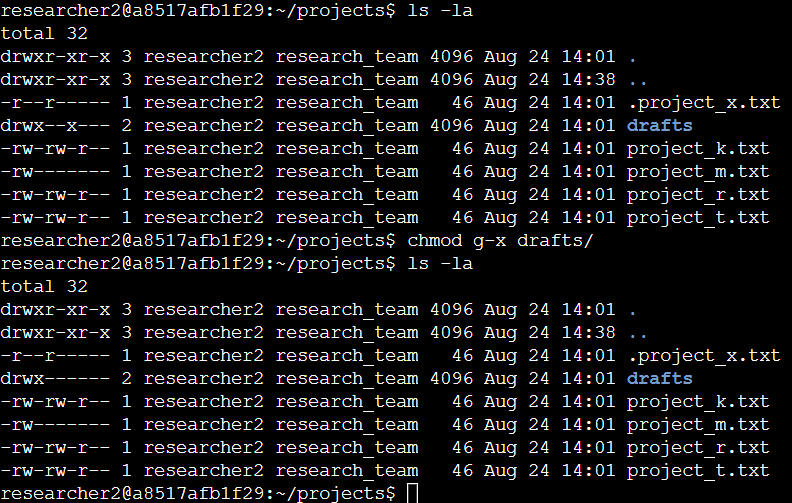 researcher2@a8517afb1f29:~/projects$ ls -la
total 32
drwxr-xr-x 3 researcher2 research_team 4096 Aug 24 14:01 .
drwxr-xr-x 3 researcher2 research_team 4096 Aug 24 14:38 ..
-r--r----- 1 researcher2 research_team   46 Aug 24 14:01 .project_x.txt
drwx--x--- 2 researcher2 research_team 4096 Aug 24 14:01 drafts
-rw-rw-r-- 1 researcher2 research_team   46 Aug 24 14:01 project_k.txt
-rw------- 1 researcher2 research_team   46 Aug 24 14:01 project_m.txt
-rw-rw-r-- 1 researcher2 research_team   46 Aug 24 14:01 project_r.txt
-rw-rw-r-- 1 researcher2 research_team   46 Aug 24 14:01 project_t.txt
researcher2@a8517afb1f29:~/projects$ chmod g-x drafts/
researcher2@a8517afb1f29:~/projects$ ls -la
total 32
drwxr-xr-x 3 researcher2 research_team 4096 Aug 24 14:01 .
drwxr-xr-x 3 researcher2 research_team 4096 Aug 24 14:38 ..
-r--r----- 1 researcher2 research_team   46 Aug 24 14:01 .project_x.txt
drwx------ 2 researcher2 research_team 4096 Aug 24 14:01 drafts
-rw-rw-r-- 1 researcher2 research_team   46 Aug 24 14:01 project_k.txt
-rw------- 1 researcher2 research_team   46 Aug 24 14:01 project_m.txt
-rw-rw-r-- 1 researcher2 research_team   46 Aug 24 14:01 project_r.txt
-rw-rw-r-- 1 researcher2 research_team   46 Aug 24 14:01 project_t.txt
researcher2@a8517afb1f29:~/projects$